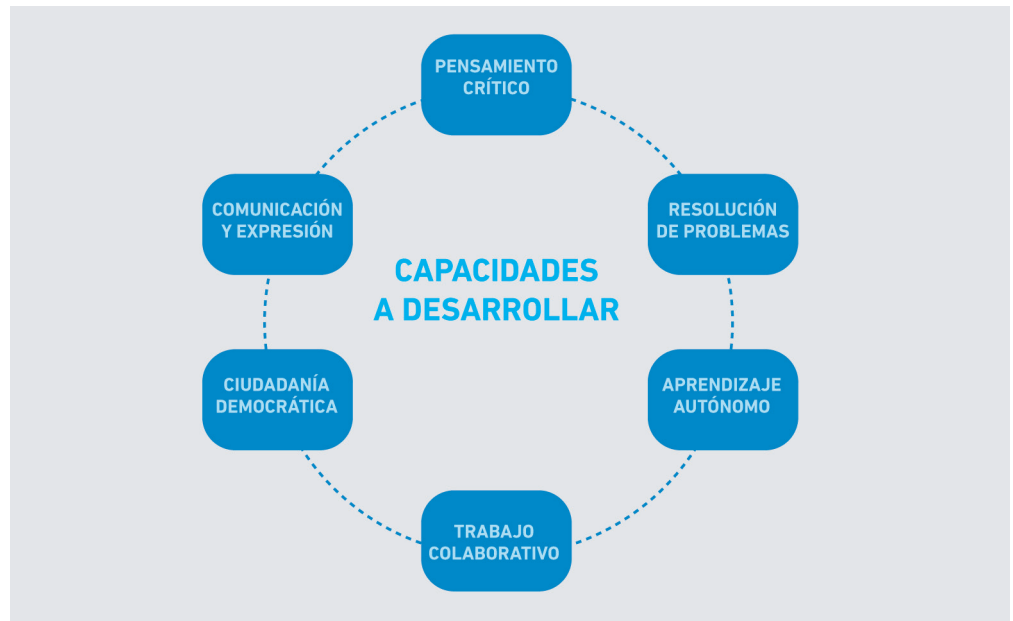 PENSAMIENTO
CRÍTICO
COMUNICACIÓN
Y EXPRESIÓN
RESOLUCIÓN
DE PROBLEMAS
CAPACIDADES
A DESARROLLAR
CIUDADANÍA
DEMOCRÁTICA
APRENDIZAJE
AUTÓNOMO
TRABAJO
COLABORATIVO